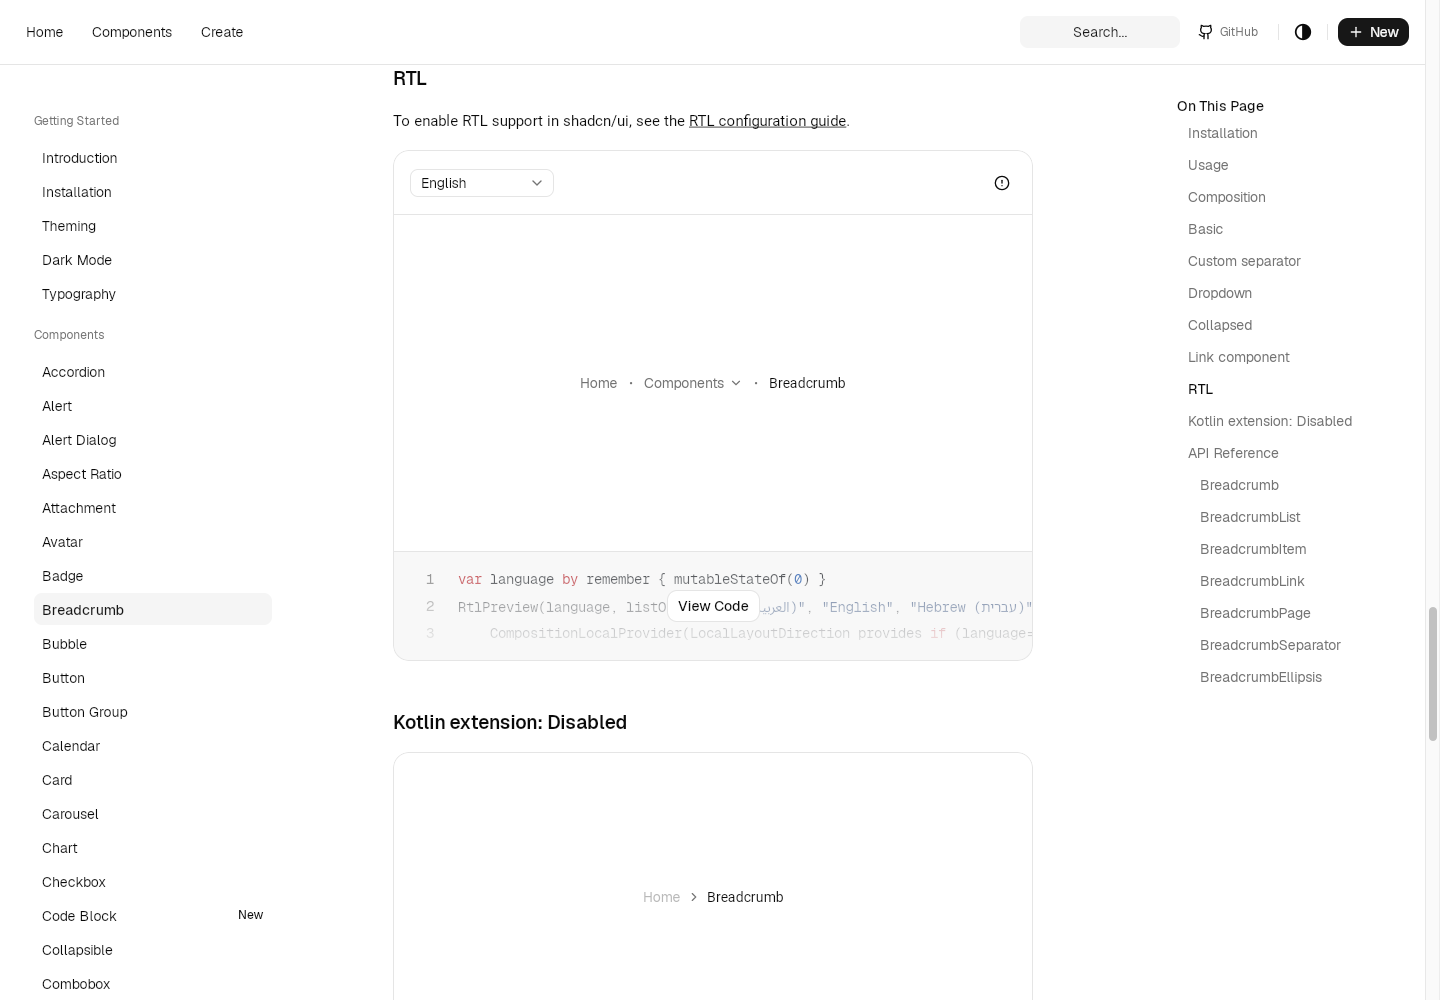 Home
Components
Create
Search...
GitHub
New
Getting Started
Introduction
Installation
Theming
Dark Mode
Typography
Components
Accordion
Alert
Alert Dialog
Aspect Ratio
Attachment
Avatar
Badge
Breadcrumb
Bubble
Button
Button Group
Calendar
Card
Carousel
Chart
Checkbox
Code Block New
Collapsible
Combobox
RTL
To enable RTL support in shadcn/ui, see the RTL configuration guide.
English
Home · Components · Breadcrumb
1 var language by remember { mutableStateOf(0) }
2 RtlPreview(language, "English", "Hebrew (עברית)"
View Code
3 CompositionLocalProvider(LocalLayoutDirection provides if (language=
Kotlin extension: Disabled
Home > Breadcrumb
On This Page
Installation
Usage
Composition
Basic
Custom separator
Dropdown
Collapsed
Link component
RTL
Kotlin extension: Disabled
API Reference
Breadcrumb
BreadcrumbList
BreadcrumbItem
BreadcrumbLink
BreadcrumbPage
BreadcrumbSeparator
BreadcrumbEllipsis